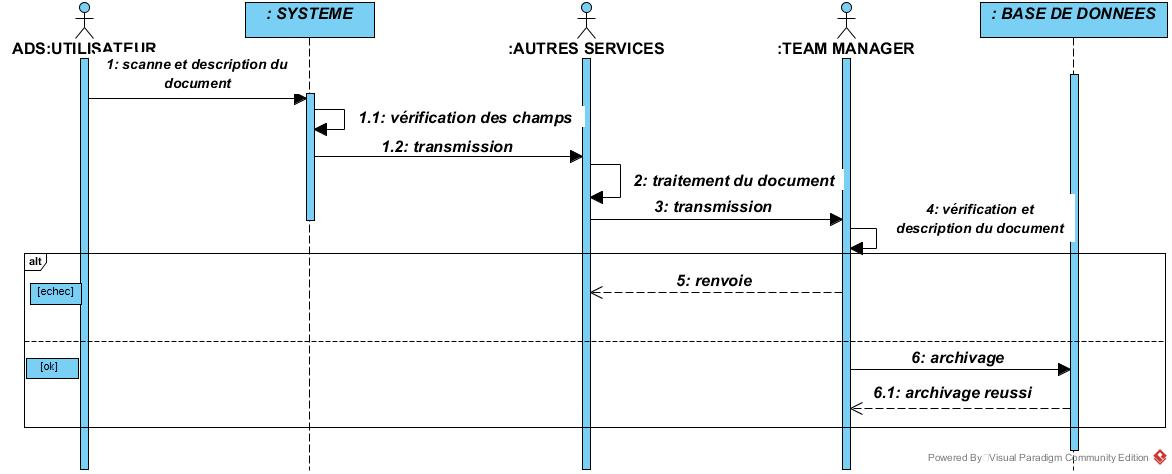 : SYSTEME
: BASE DE DONNEES
ADS:UTILISATEUR
:AUTRES SERVICES
:TEAM MANAGER
1: scanne et description du
document
1.1: vérification des champs
1.2: transmission
2: traitement du document
3: transmission
4: vérification et
description du document
alt
[echec]
5: renvoie
[ok]
6: archivage
6.1: archivage reussi
Powered By Visual Paradigm Community Edition